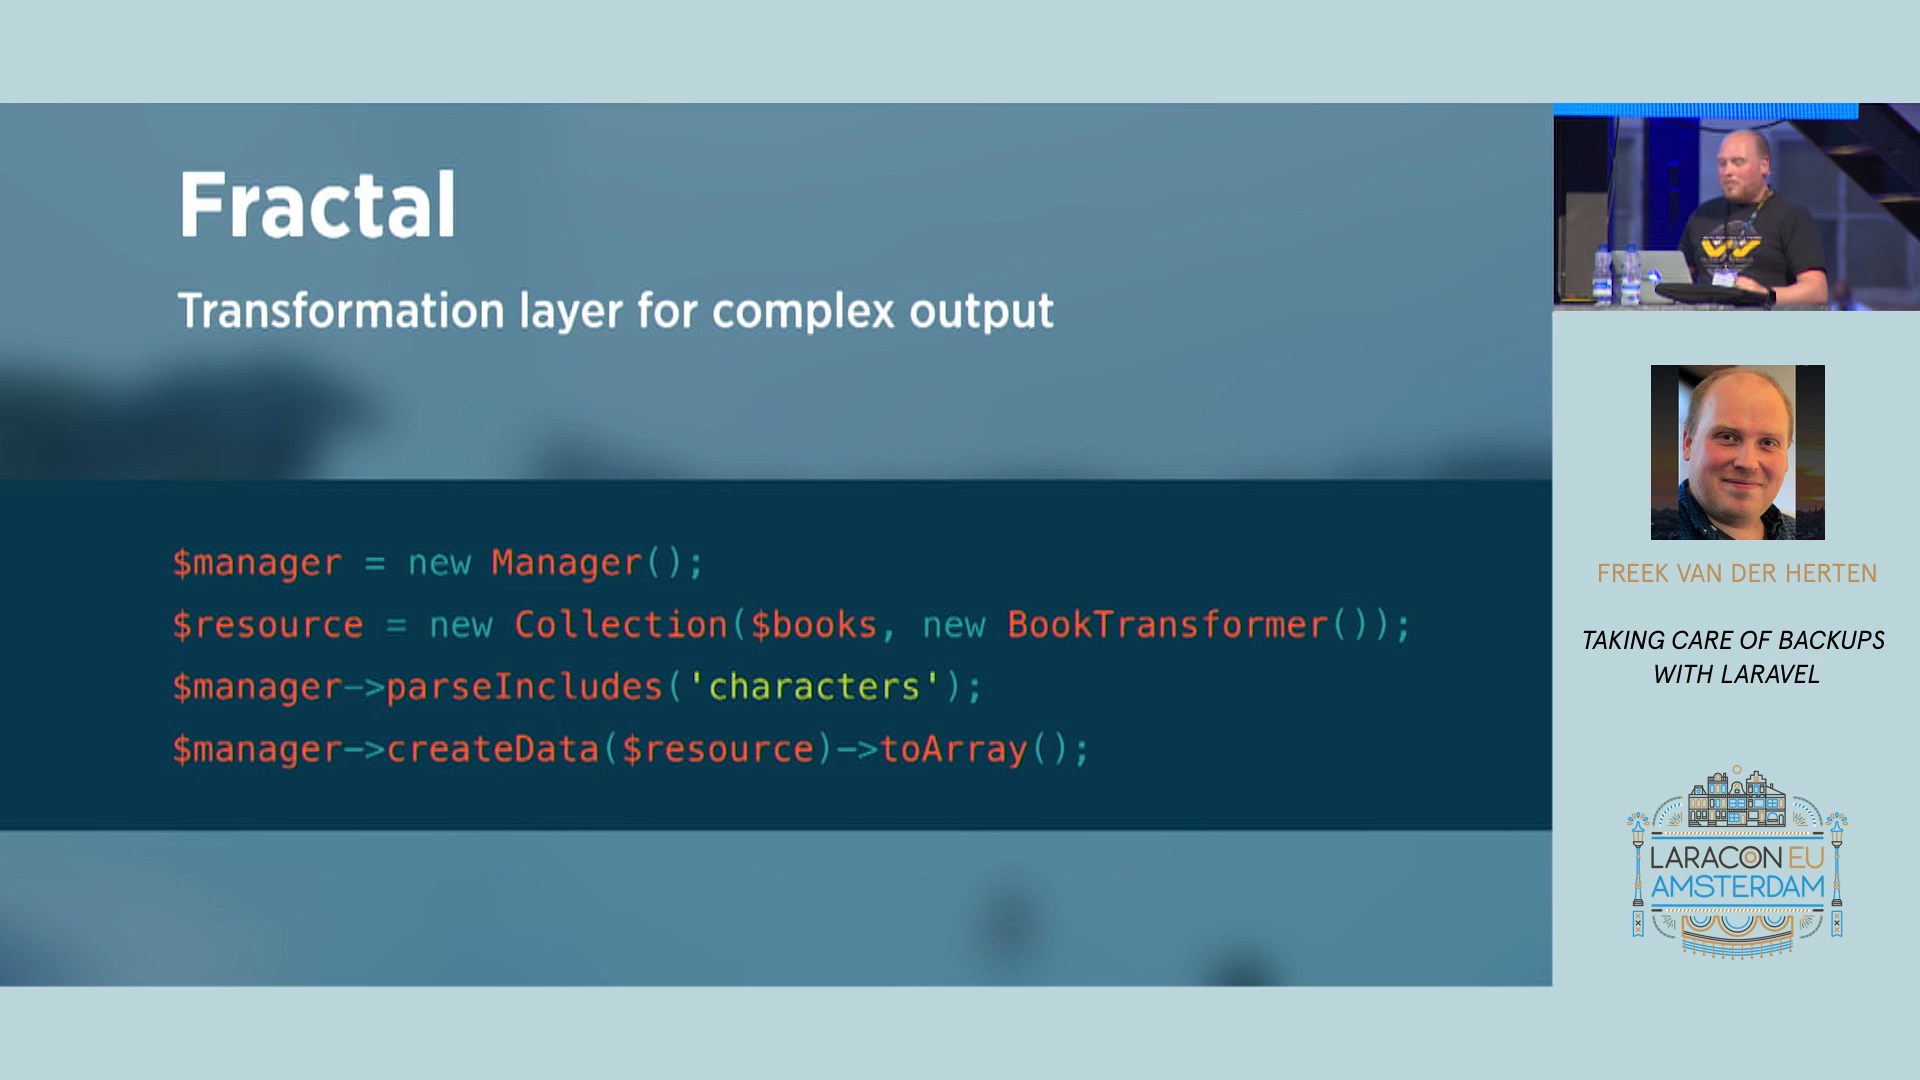 Fractal
Transformation layer for complex output
$manager = new Manager();
$resource = new Collection($books, new BookTransformer());
$manager->parseIncludes('characters');
$manager->createData($resource)->toArray();
FREEK VAN DER HERTEN
TAKING CARE OF BACKUPS
WITH LARAVEL
LARACON EU
AMSTERDAM